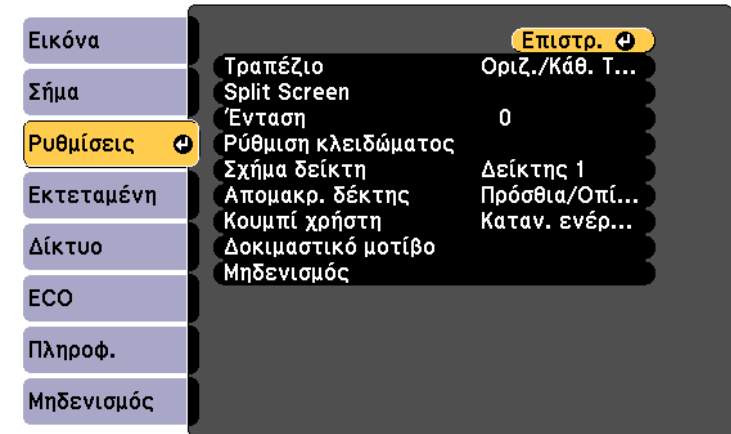 Εικόνα
Σήμα
Ρυθμίσεις
Εκτεταμένη
Δίκτυο
ECO
Πληροφ.
Μηδενισμός
Επιστρ.
Τραπέζιο Οριζ./Κάθ. Τ...
Split Screen
Ένταση 0
Ρύθμιση κλειδώματος
Σχήμα δείκτη Δείκτης 1
Απομακρ. δέκτης Πρόσθια/Οπί...
Κουμπί χρήστη Καταν. ενέρ...
Δοκιμαστικό μοτίβο
Μηδενισμός